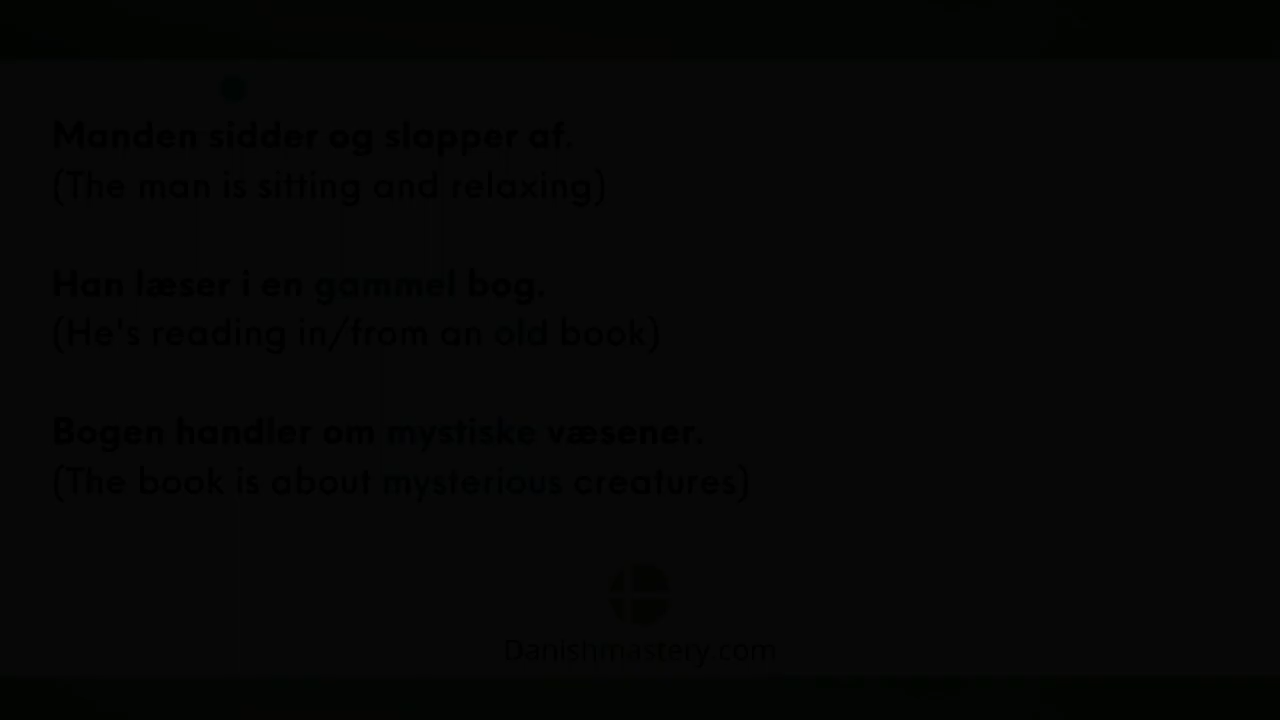 Manden sidder og slapper af.
(The man is sitting and relaxing)
Han læser i en gammel bog.
(He's reading in/from an old book)
Bogen handler om mystiske væsener.
(The book is about mysterious creatures)
Danishmastery.com